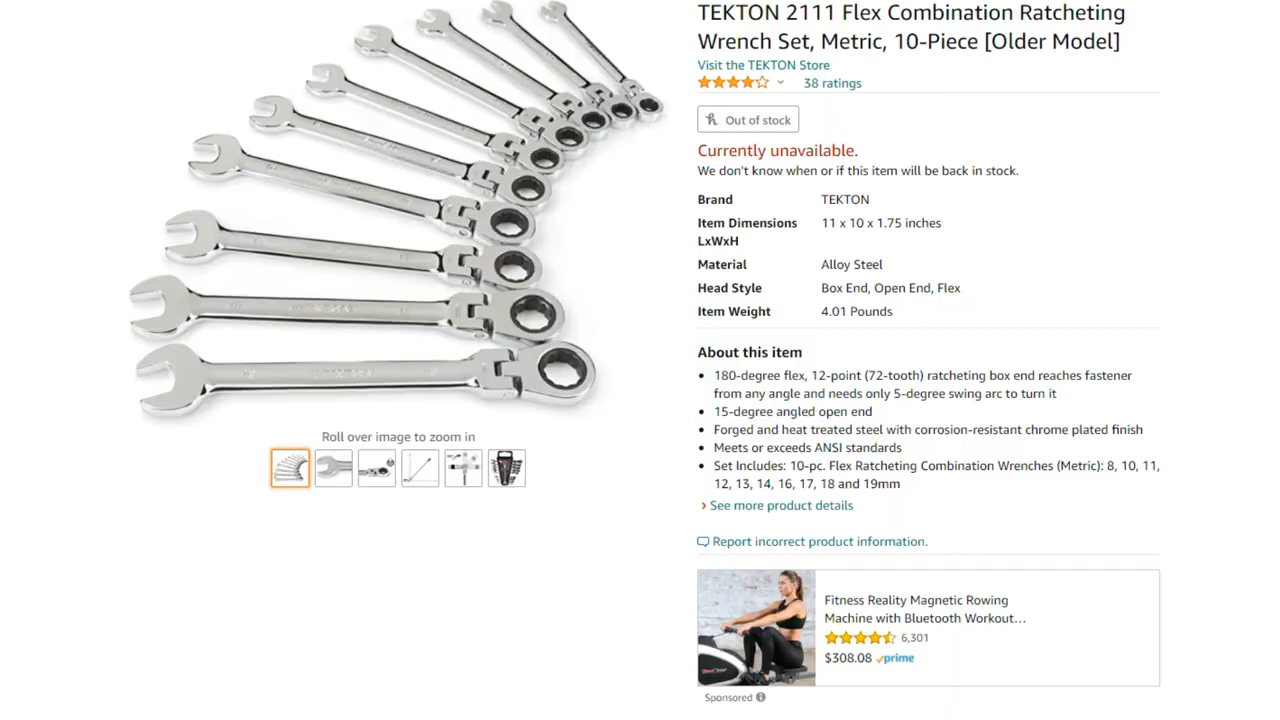 TEKTON 2111 Flex Combination Ratcheting
Wrench Set, Metric, 10-Piece [Older Model]
Visit the TEKTON Store
38 ratings
Out of stock
Currently unavailable.
We don't know when or if this item will be back in stock.
Brand TEKTON
Item Dimensions 11 x 10 x 1.75 inches
LxWxH
Material Alloy Steel
Head Style Box End, Open End, Flex
Item Weight 4.01 Pounds
About this item
• 180-degree flex, 12-point (72-tooth) ratcheting box end reaches fastener
from any angle and needs only 5-degree swing arc to turn it
• 15-degree angled open end
• Forged and heat treated steel with corrosion-resistant chrome plated finish
• Meets or exceeds ANSI standards
• Set Includes: 10-pc. Flex Ratcheting Combination Wrenches (Metric): 8, 10, 11,
12, 13, 14, 16, 17, 18 and 19mm
› See more product details
Report incorrect product information.
Roll over image to zoom in
Fitness Reality Magnetic Rowing
Machine with Bluetooth Workout...
6,301
$308.08 prime
Sponsored